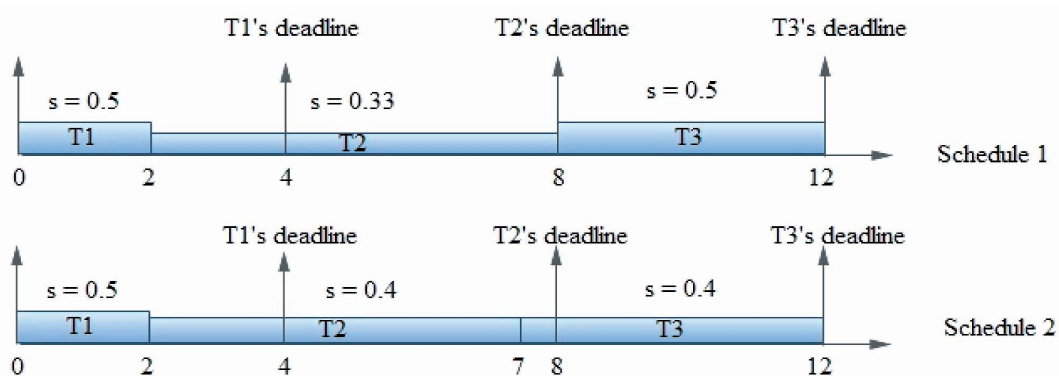 T1's deadline T2's deadline T3's deadline
s = 0.5 s = 0.33 s = 0.5
T1 T2 T3
Schedule 1
0 2 4 8 12
T1's deadline T2's deadline T3's deadline
s = 0.5 s = 0.4 s = 0.4
T1 T2 T3
Schedule 2
0 2 4 7 8 12